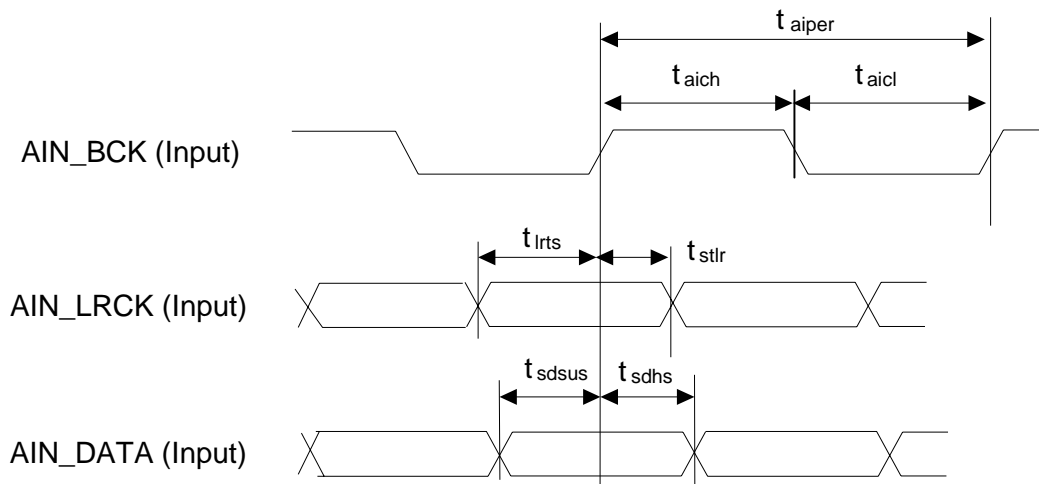 t aiper
t aich
t aicl
AIN_BCK (Input)
t lrts
t stlr
AIN_LRCK (Input)
t sdsus
t sdhs
AIN_DATA (Input)